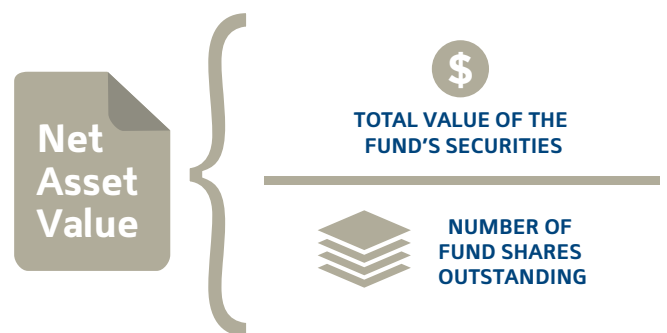 Net
Asset
Value
$
TOTAL VALUE OF THE
FUND'S SECURITIES
NUMBER OF
FUND SHARES
OUTSTANDING